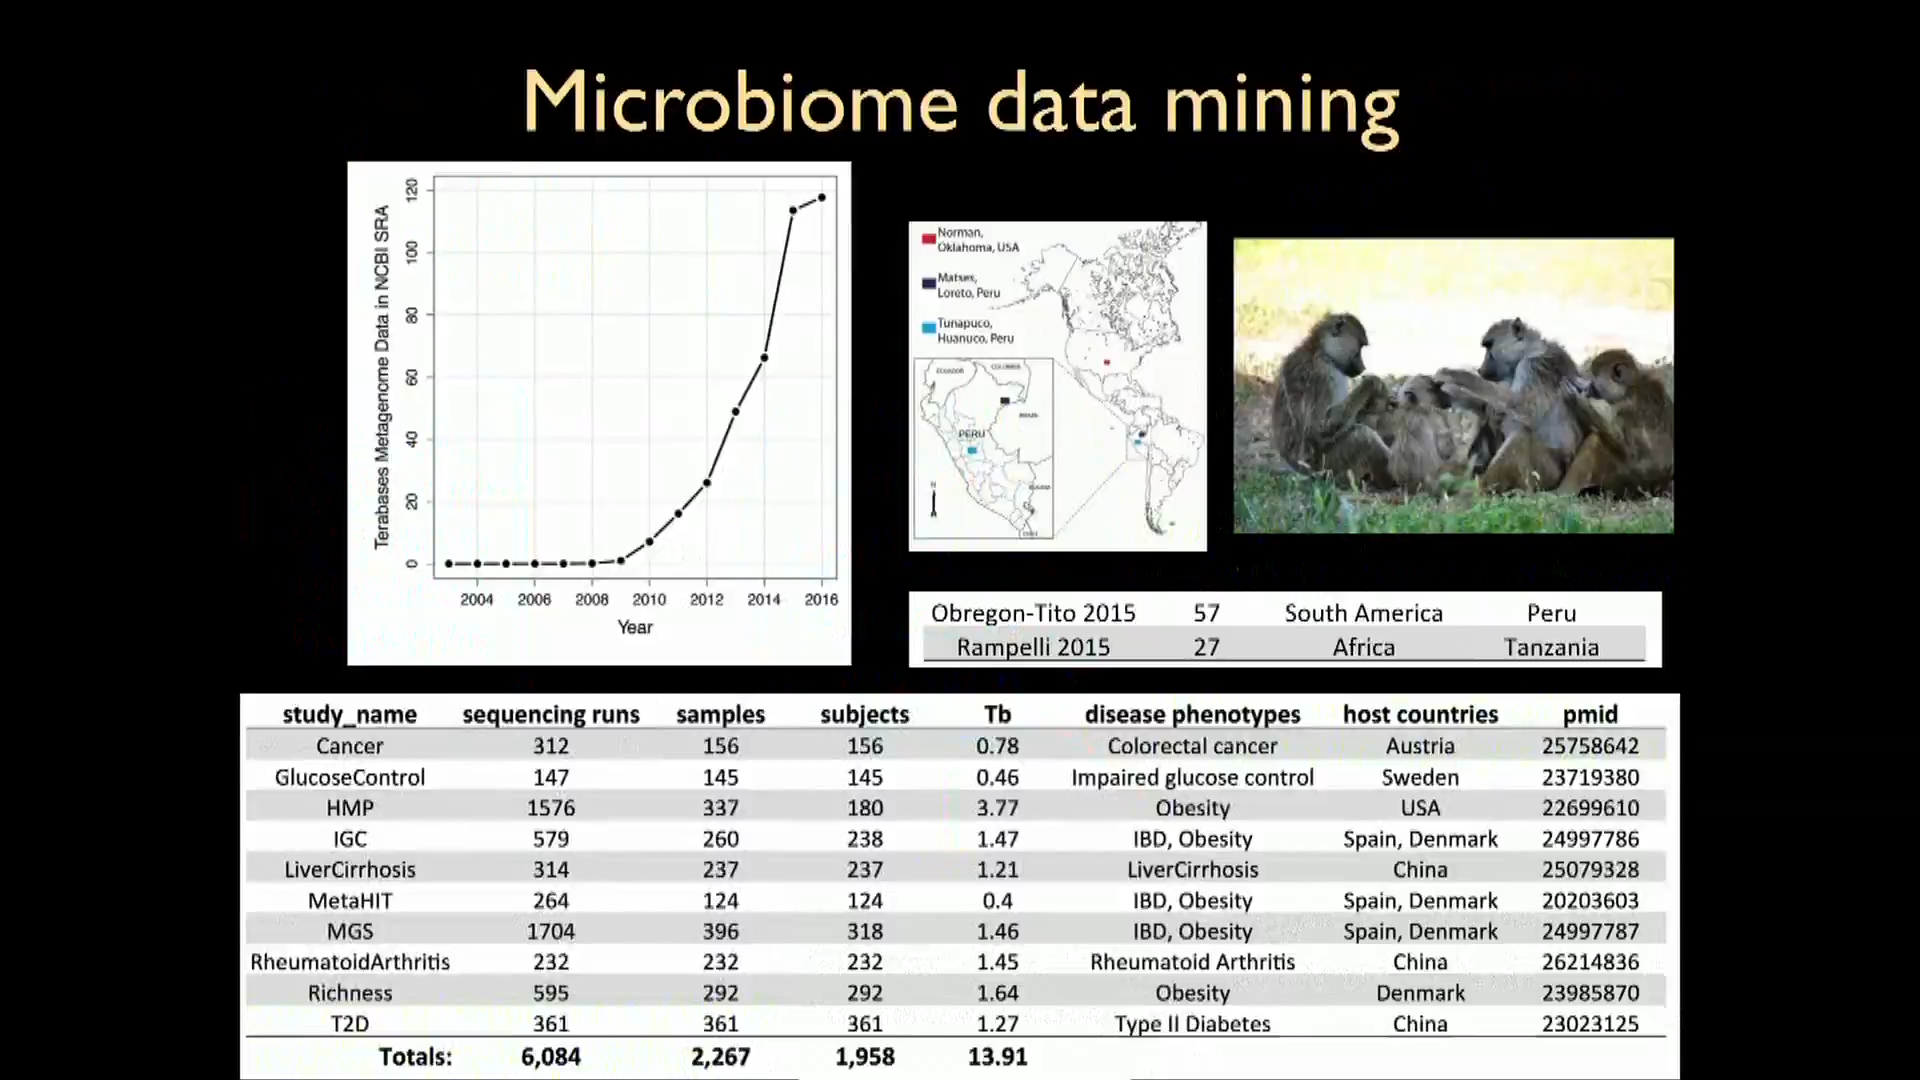 Microbiome data mining
Terabases Metagenome Data in NCBI SRA
120
100
80
60
40
20
0
2004 2006 2008 2010 2012 2014 2016
Year
Norman,
Oklahoma, USA
Matses,
Loreto, Peru
Tunapuco,
Huanuco, Peru
ECUADOR COLOMBIA
BRAZIL
PERU
N
Obregon-Tito 2015 57 South America Peru
Rampelli 2015 27 Africa Tanzania
study_name sequencing runs samples subjects Tb disease phenotypes host countries pmid
Cancer 312 156 156 0.78 Colorectal cancer Austria 25758642
GlucoseControl 147 145 145 0.46 Impaired glucose control Sweden 23719380
HMP 1576 337 180 3.77 Obesity USA 22699610
IGC 579 260 238 1.47 IBD, Obesity Spain, Denmark 24997786
LiverCirrhosis 314 237 237 1.21 LiverCirrhosis China 25079328
MetaHIT 264 124 124 0.4 IBD, Obesity Spain, Denmark 20203603
MGS 1704 396 318 1.46 IBD, Obesity Spain, Denmark 24997787
RheumatoidArthritis 232 232 232 1.45 Rheumatoid Arthritis China 26214836
Richness 595 292 292 1.64 Obesity Denmark 23985870
T2D 361 361 361 1.27 Type II Diabetes China 23023125
Totals: 6,084 2,267 1,958 13.91